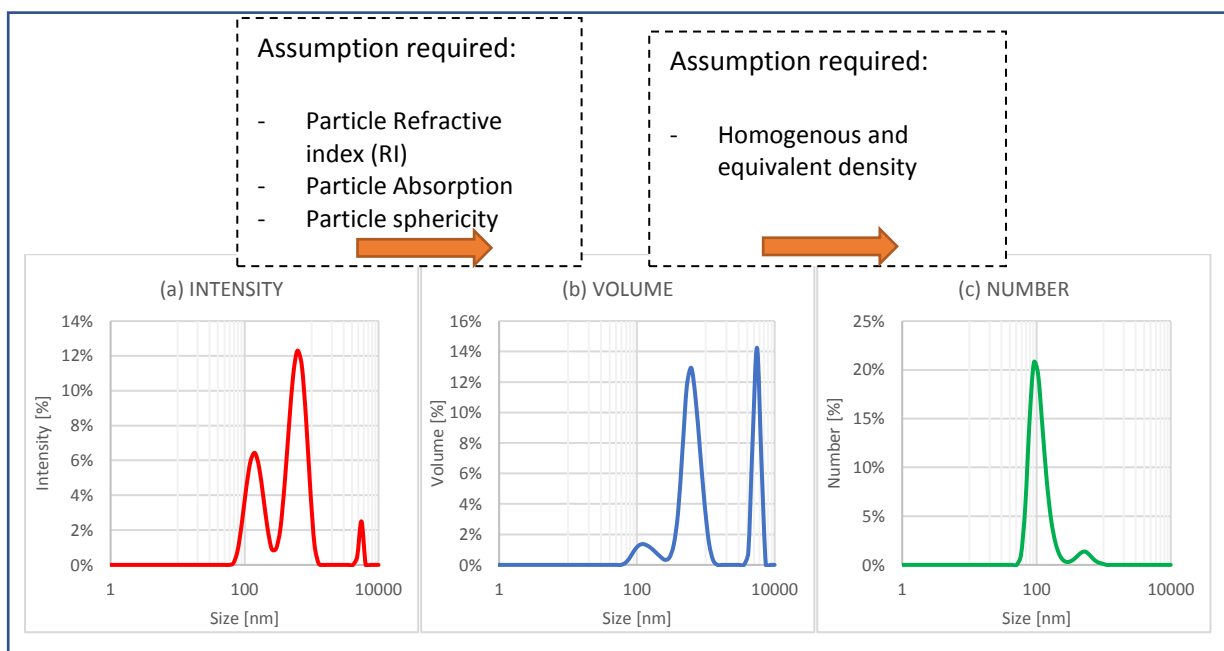 Assumption required:
- Particle Refractive
index (RI)
- Particle Absorption
- Particle sphericity
Assumption required:
- Homogenous and
equivalent density
(a) INTENSITY
14%
12%
10%
8%
6%
4%
2%
0%
Intensity [%]
1
100
10000
Size [nm]
(b) VOLUME
16%
14%
12%
10%
8%
6%
4%
2%
0%
Volume [%]
1
100
10000
Size [nm]
(c) NUMBER
25%
20%
15%
10%
5%
0%
Number [%]
1
100
10000
Size [nm]